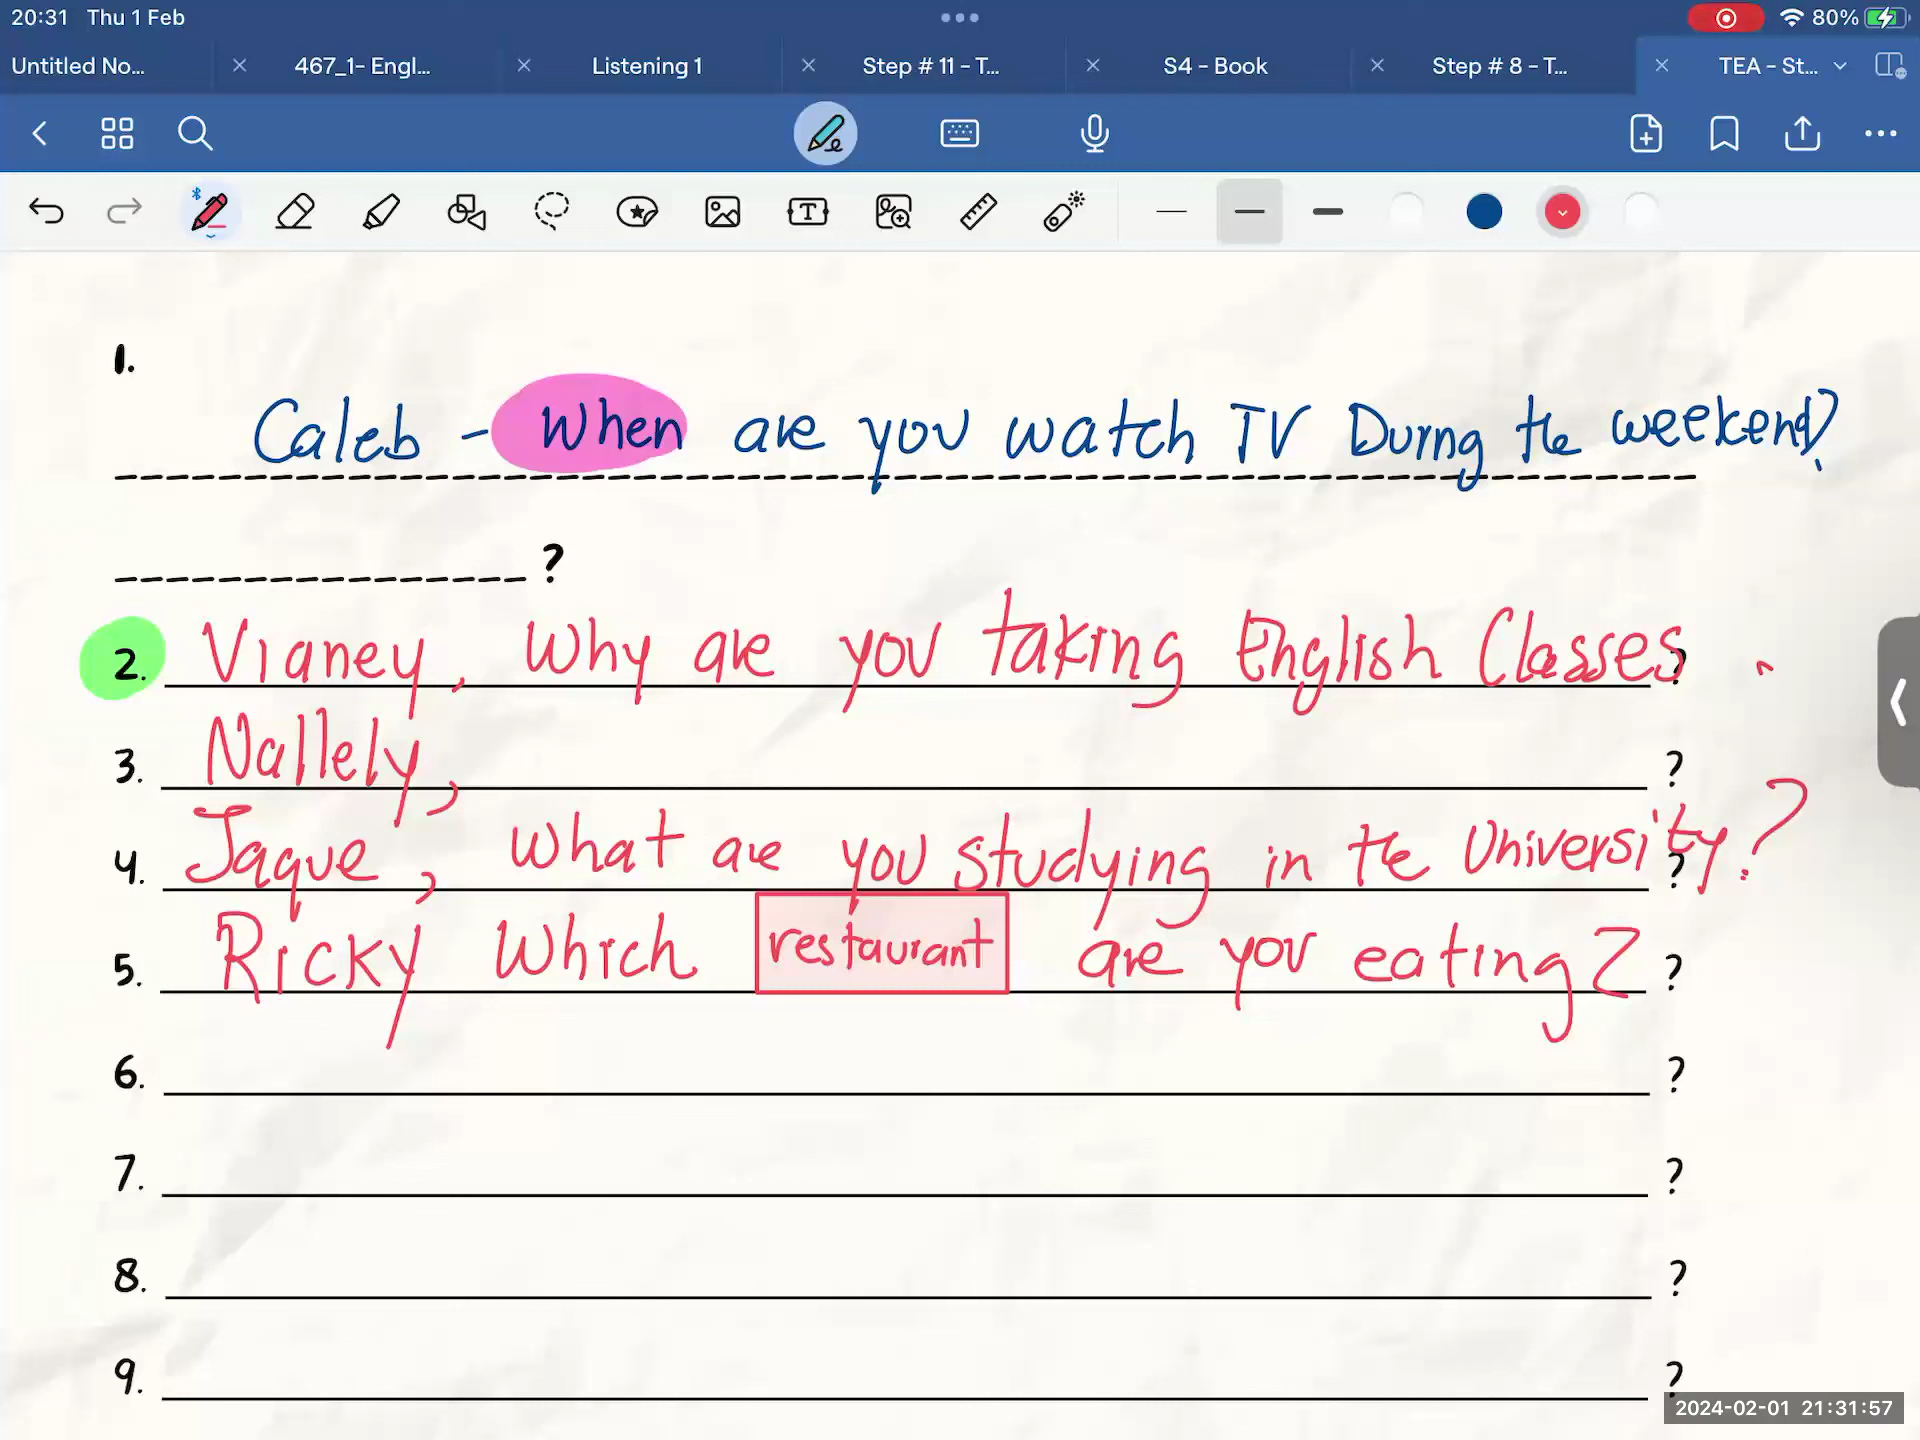 20:31 Thu 1 Feb 80%
Untitled No... 467_1- Engl... Listening 1 Step # 11 - T... S4 - Book Step # 8 - T... TEA - St...
1.
Caleb - When are you watch TV Durng the weekend?
?
2. Vianey, Why are you taking English Classes ?
3. Nallely, ?
4. Jaque, What are you studying in the University? ?
5. Ricky Which restaurant are you eating? ?
6. ?
7. ?
8. ?
9. ?
2024-02-01 21:31:57